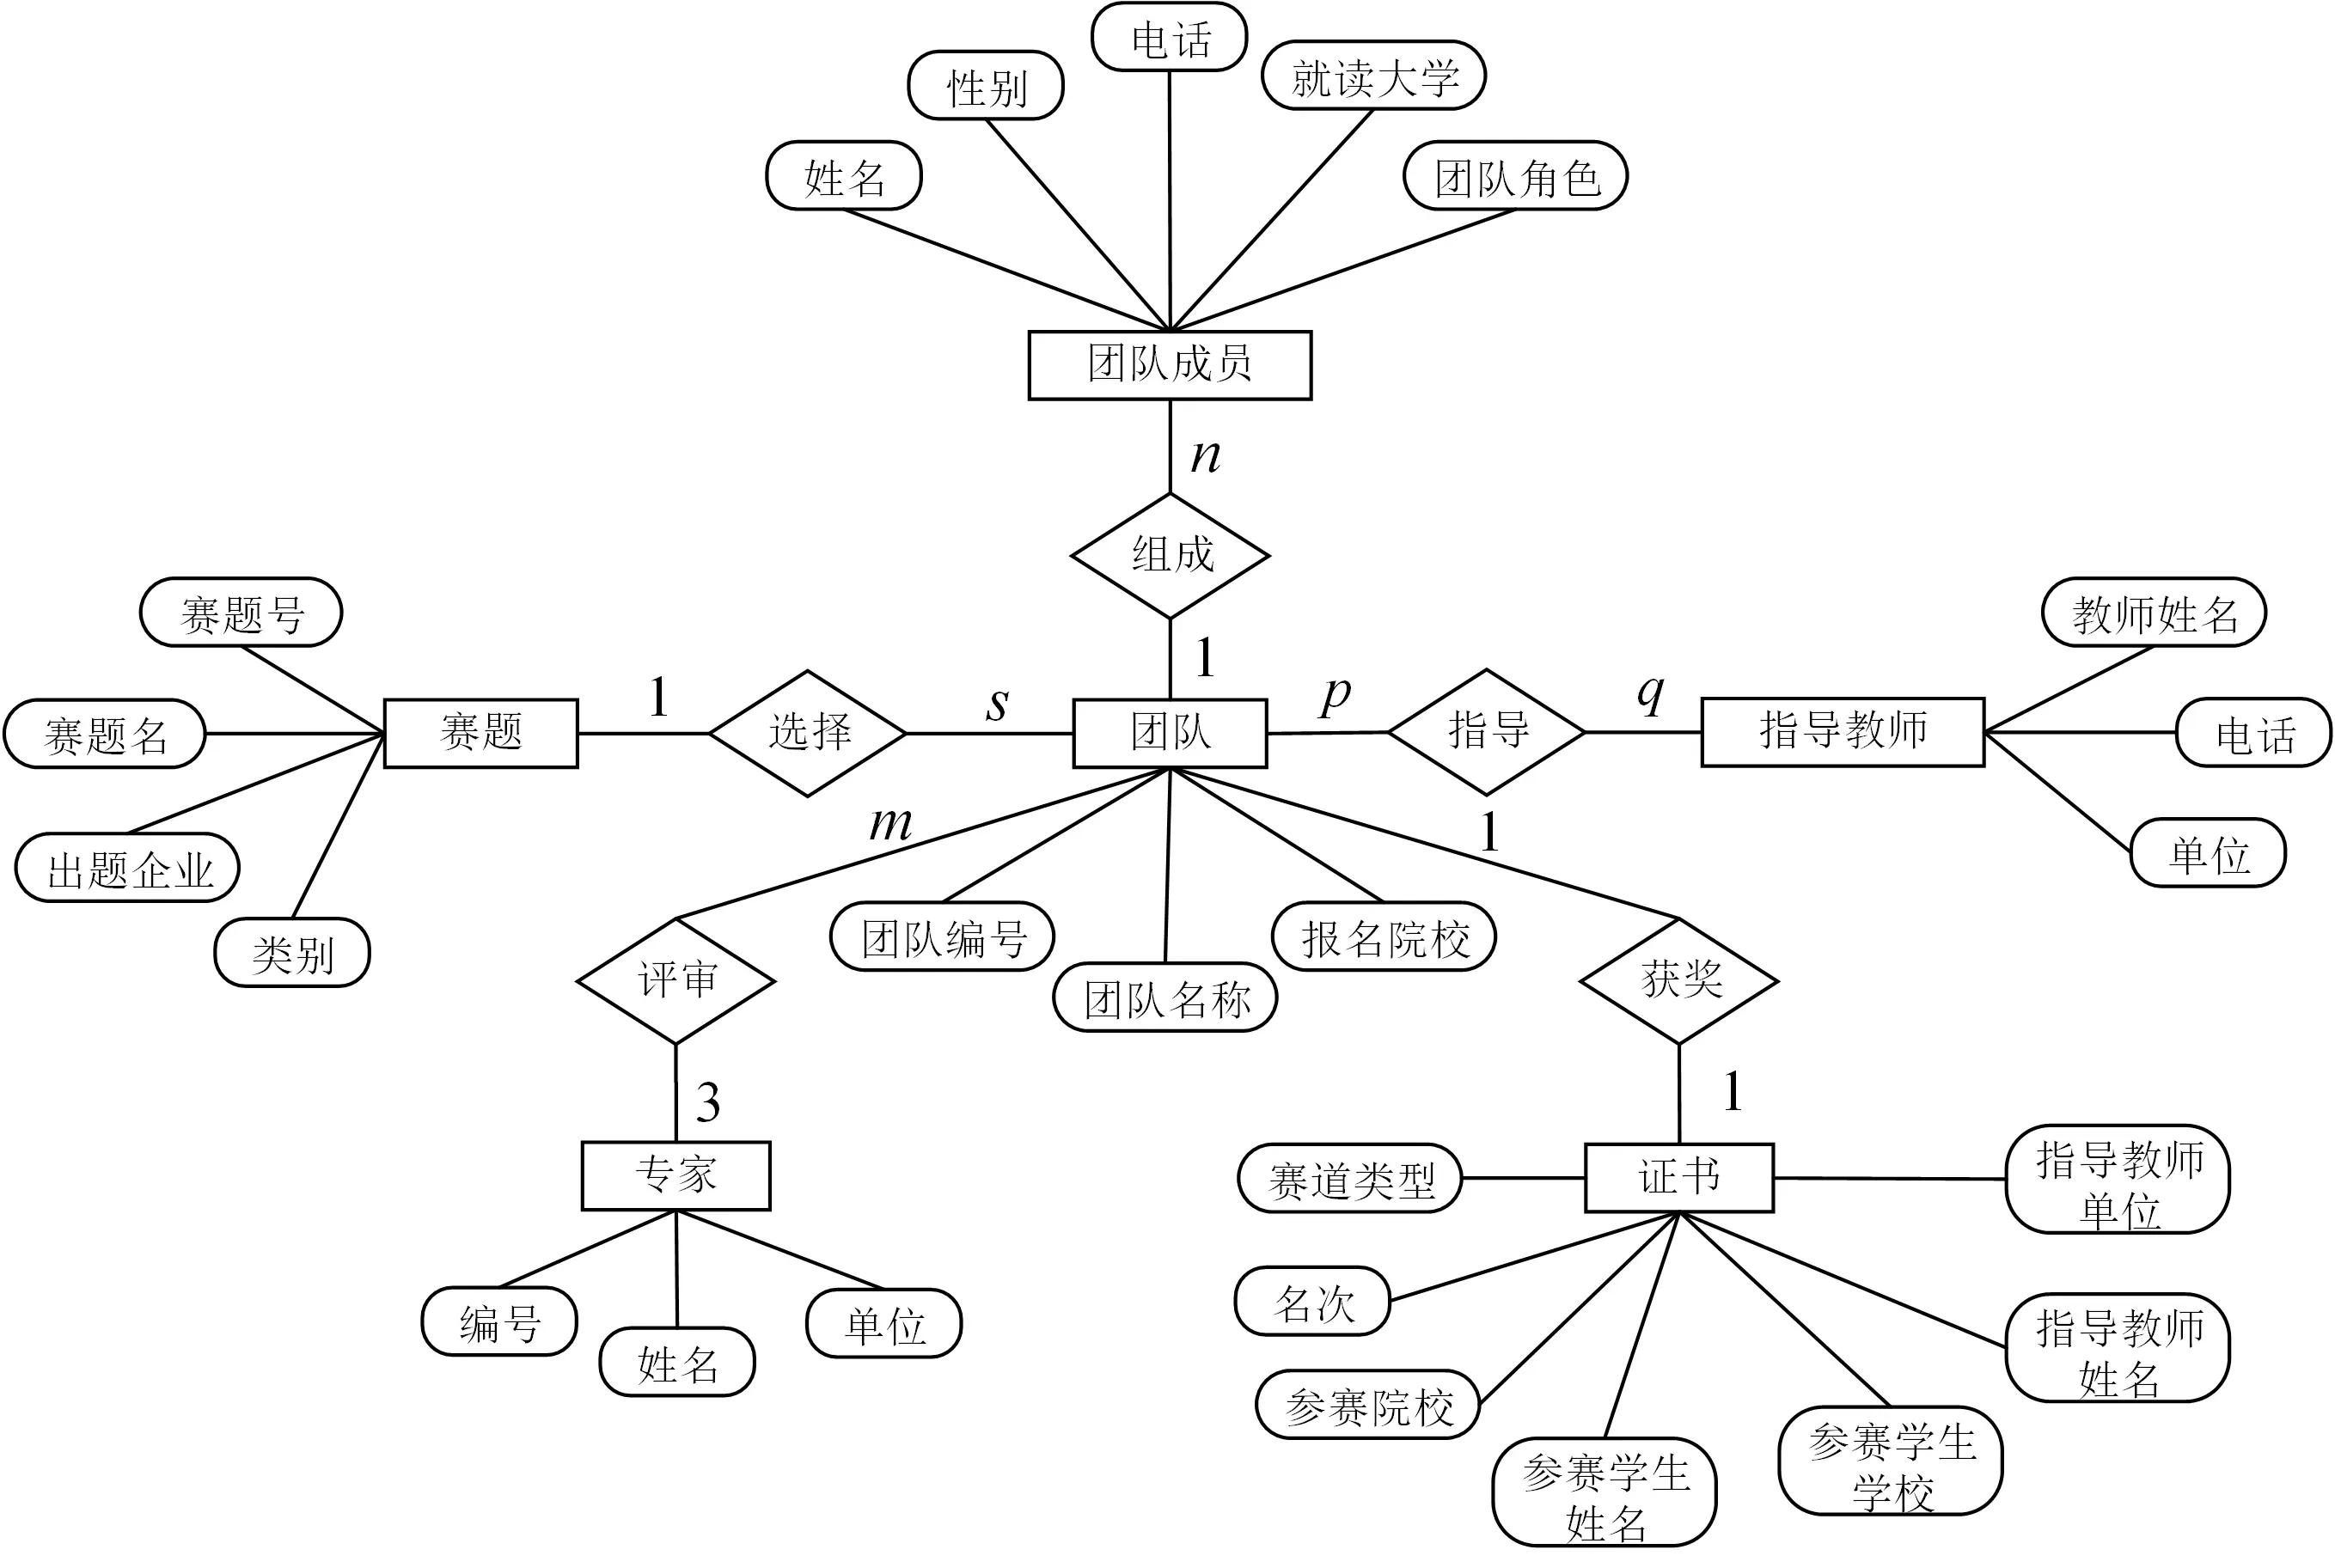 电话
就读大学
性别
姓名
团队角色
团队成员
n
组成
1
赛题号
赛题名
出题企业
类别
赛题
1
选择
s
团队
p
指导
q
指导教师
教师姓名
电话
单位
m
1
团队编号
团队名称
报名院校
评审
获奖
3
1
专家
编号
姓名
单位
证书
赛道类型
名次
参赛院校
参赛学生
姓名
参赛学生
学校
指导教师
姓名
指导教师
单位